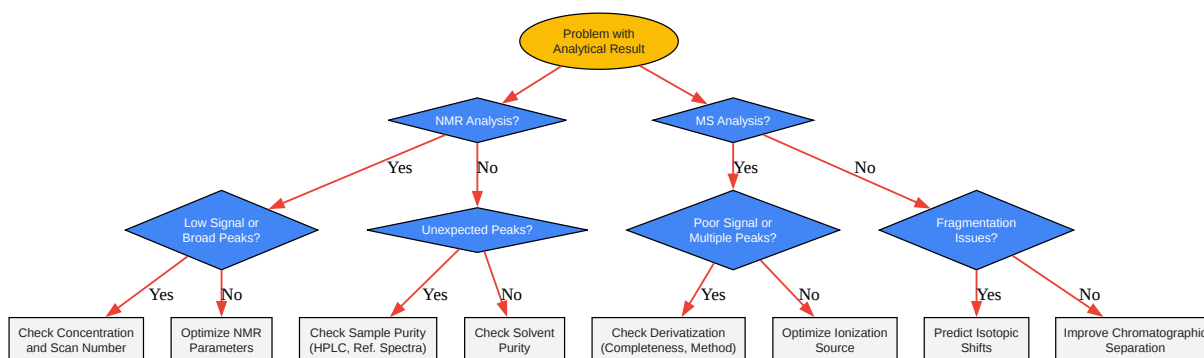 Problem with
Analytical Result
NMR Analysis?
MS Analysis?
Yes
No
Yes
No
Low Signal or
Broad Peaks?
Unexpected Peaks?
Poor Signal or
Multiple Peaks?
Fragmentation
Issues?
Yes
No
Yes
No
Yes
No
Yes
No
Check Concentration
and Scan Number
Optimize NMR
Parameters
Check Sample Purity
(HPLC, Ref. Spectra)
Check Solvent
Purity
Check Derivatization
(Completeness, Method)
Optimize Ionization
Source
Predict Isotopic
Shifts
Improve Chromatographic
Separation